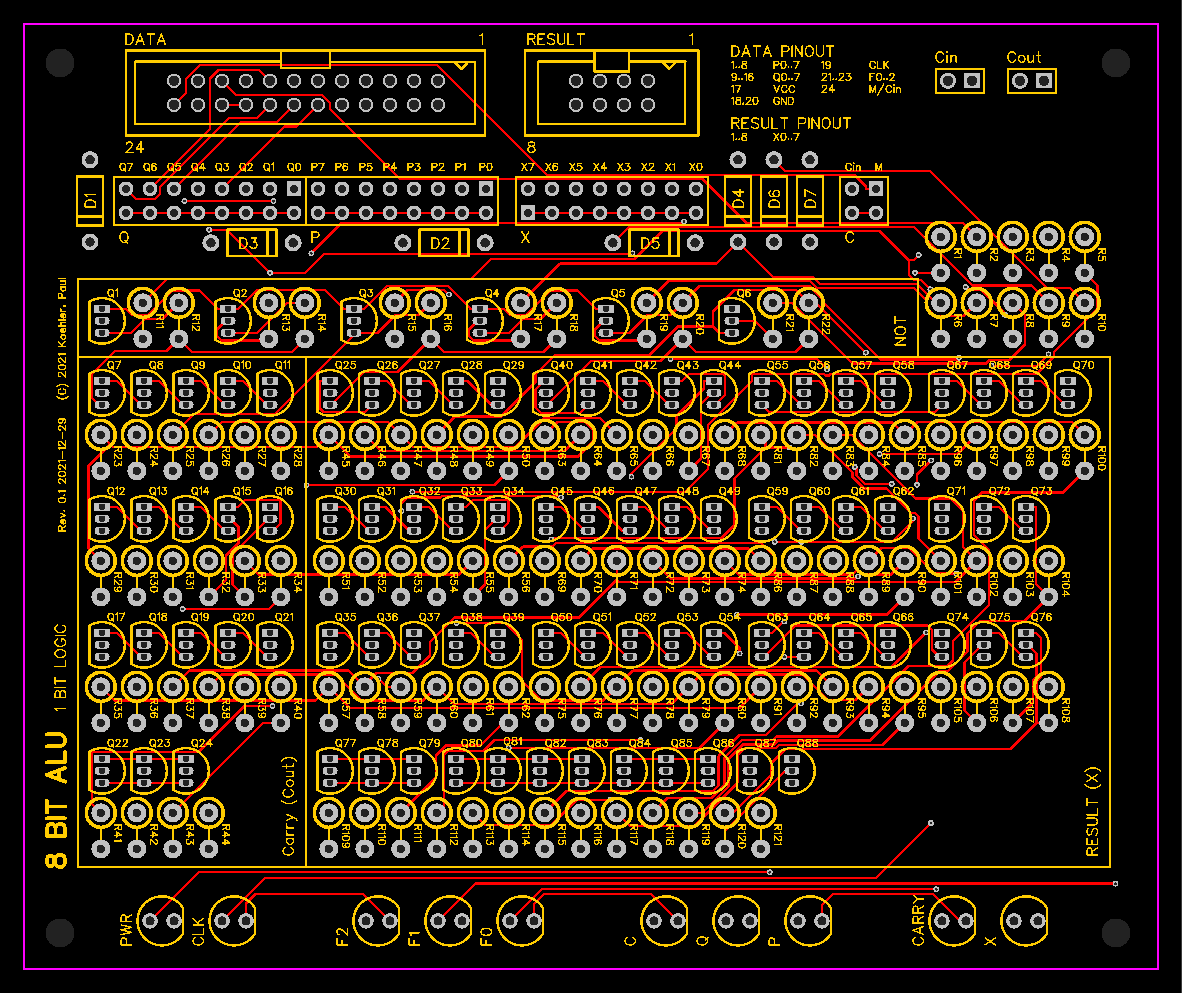 DATA 1
RESULT 1
DATA PINOUT
1..8 P0..7 19 CLK
9..16 Q0..7 21..23 F0..2
17 VCC 24 M/Cin
18,20 GND
RESULT PINOUT
1..8 X0..7
Cin Cout
24 8
Q7 Q6 Q5 Q4 Q3 Q2 Q1 Q0 P7 P6 P5 P4 P3 P2 P1 P0 X7 X6 X5 X4 X3 X2 X1 X0 Cin M
D1 D4 D6 D7
Q P X C
D3 D2 D5
R1 R2 R3 R4 R5
Q1 Q2 Q3 Q4 Q5 Q6
R11 R12 R13 R14 R15 R16 R17 R18 R19 R20 R21 R22 NOT R6 R7 R8 R9 R10
Q7 Q8 Q9 Q10 Q11 Q25 Q26 Q27 Q28 Q29 Q40 Q41 Q42 Q43 Q44 Q55 Q56 Q57 Q58 Q67 Q68 Q69 Q70
R23 R24 R25 R26 R27 R28 R45 R46 R47 R48 R49 R50 R63 R64 R65 R66 R67 R68 R81 R82 R83 R84 R85 R86 R97 R98 R99 R100
Q12 Q13 Q14 Q15 Q16 Q30 Q31 Q32 Q33 Q34 Q45 Q46 Q47 Q48 Q49 Q59 Q60 Q61 Q62 Q71 Q72 Q73
R29 R30 R31 R32 R33 R34 R51 R52 R53 R54 R55 R56 R69 R70 R71 R72 R73 R74 R101 R102 R103 R104
Q17 Q18 Q19 Q20 Q21 Q35 Q36 Q37 Q38 Q39 Q50 Q51 Q52 Q53 Q54 Q63 Q64 Q65 Q66 Q74 Q75 Q76
R35 R36 R37 R38 R39 R40 R57 R58 R59 R60 R61 R62 R79 R80 R91 R92 R93 R94 R95 R105 R106 R107 R108
Q22 Q23 Q24 Q77 Q78 Q79 Q80 Q81 Q82 Q83 Q84 Q85 Q86 Q87 Q88
R41 R42 R43 R44 Carry (Cout) R109 R110 R111 R112 R113 R114 R115 R116 R117 R118 R119 R120 R121 RESULT (X)
8 BIT ALU 1 BIT LOGIC Rev. 0.1 2021-12-29 (C) 2021 Koehler, Paul
PWR CLK F2 F1 F0 C Q P CARRY X